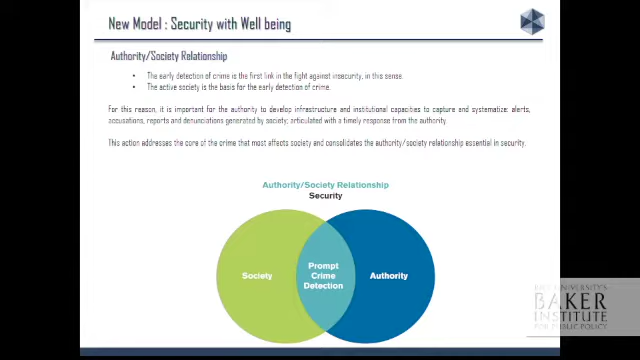 New Model : Security with Well being
Authority/Society Relationship
• The early detection of crime is the first link in the fight against insecurity, in this sense.
• The active society is the basis for the early detection of crime.
For this reason, it is important for the authority to develop infrastructure and institutional capacities to capture and systematize: alerts,
accusations, reports and denunciations generated by society; articulated with a timely response from the authority.
This action addresses the core of the crime that most affects society and consolidates the authority/society relationship essential in security.
Authority/Society Relationship
Security
Society
Prompt
Crime
Detection
Authority
RICE UNIVERSITY'S
BAKER
INSTITUTE
FOR PUBLIC POLICY